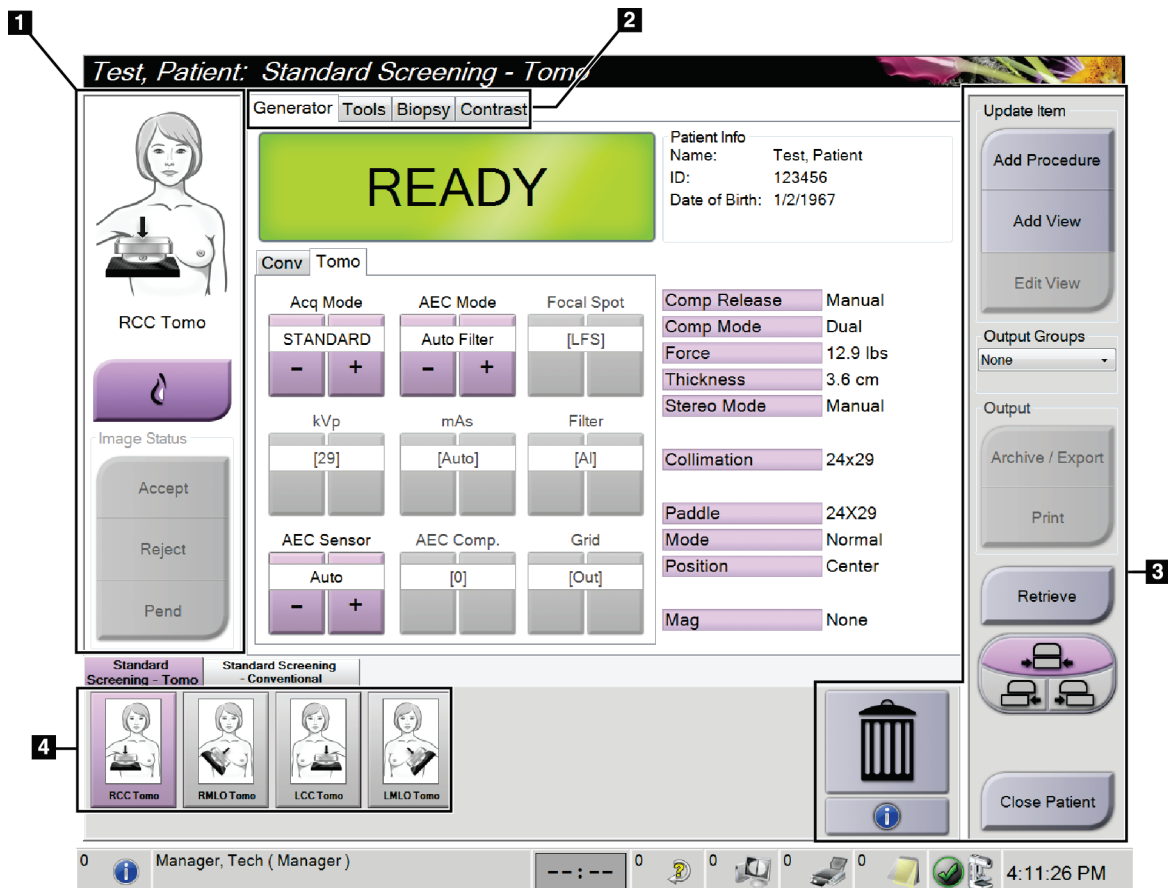 1
2
Test, Patient: Standard Screening - Tomo
Generator Tools Biopsy Contrast
READY
Patient Info
Name: Test, Patient
ID: 123456
Date of Birth: 1/2/1967
RCC Tomo
Image Status
Accept
Reject
Pend
Conv Tomo
Acq Mode AEC Mode Focal Spot
STANDARD Auto Filter [LFS]
- + - +
kVp mAs Filter
[29] [Auto] [Al]
AEC Sensor AEC Comp. Grid
Auto [0] [Out]
- +
Comp Release Manual
Comp Mode Dual
Force 12.9 lbs
Thickness 3.6 cm
Stereo Mode Manual
Collimation 24x29
Paddle 24X29
Mode Normal
Position Center
Mag None
Update Item
Add Procedure
Add View
Edit View
Output Groups
None
Output
Archive / Export
Print
3
Retrieve
Close Patient
Standard
Screening - Tomo
Standard Screening
- Conventional
4
RCC Tomo RMLO Tomo LCC Tomo LMLO Tomo
i
0 i Manager, Tech ( Manager ) --:-- 0 ? 0 0 0 4:11:26 PM